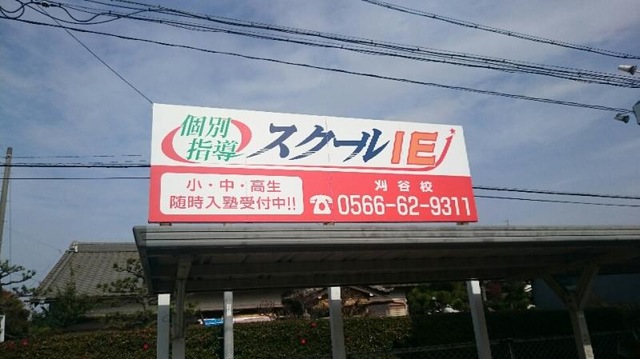 個別
指導
スクールIE
小・中・高生
随時入塾受付中!!
刈谷校
☎0566-62-9311